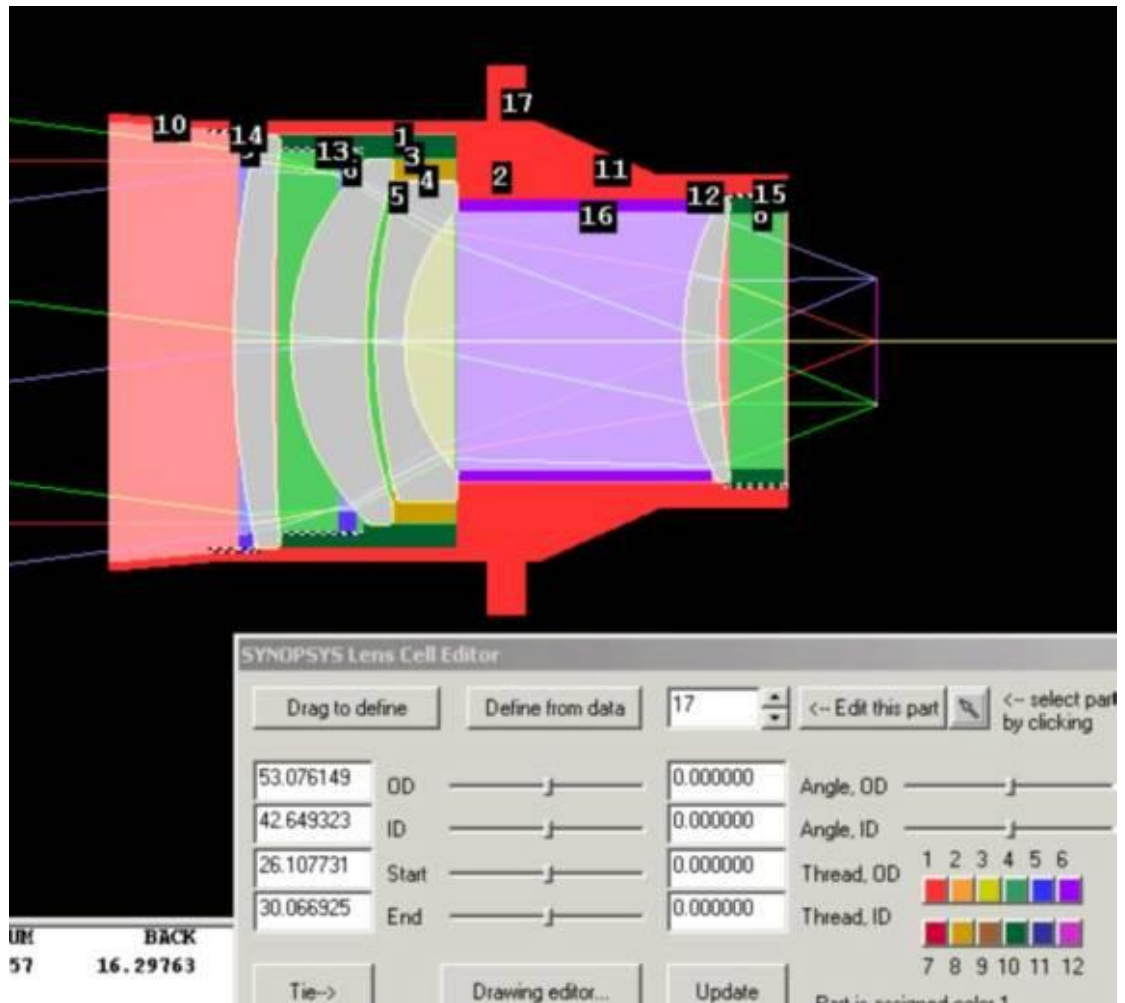 17
10
14
1
13
3
4
2
11
5
12
15
16
SYNOPSYS Lens Cell Editor
Drag to define
Define from data
17
<-- Edit this part
<-- select part
by clicking
53.076149 OD 0.000000 Angle, OD
42.649323 ID 0.000000 Angle, ID
26.107731 Start 0.000000 Thread, OD
1 2 3 4 5 6
30.066925 End 0.000000 Thread, ID
7 8 9 10 11 12
BACK
57 16.29763
Tie-->
Drawing editor...
Update
Part is assigned color 1